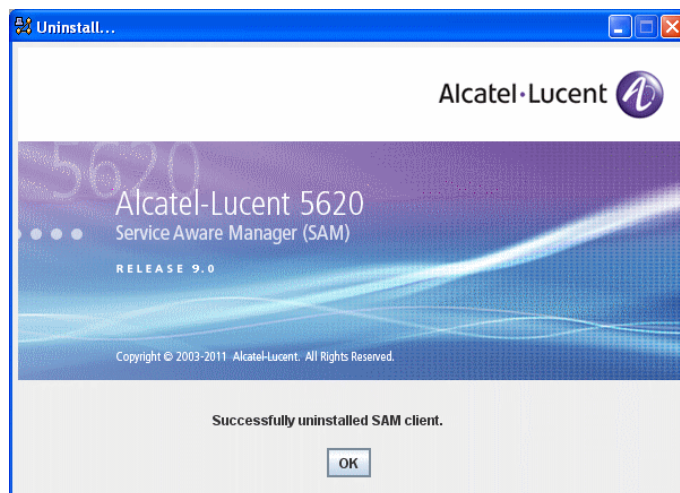 Uninstall...
Alcatel·Lucent
5620
Alcatel-Lucent 5620
Service Aware Manager (SAM)
RELEASE 9.0
Copyright © 2003-2011 Alcatel-Lucent. All Rights Reserved.
Successfully uninstalled SAM client.
OK